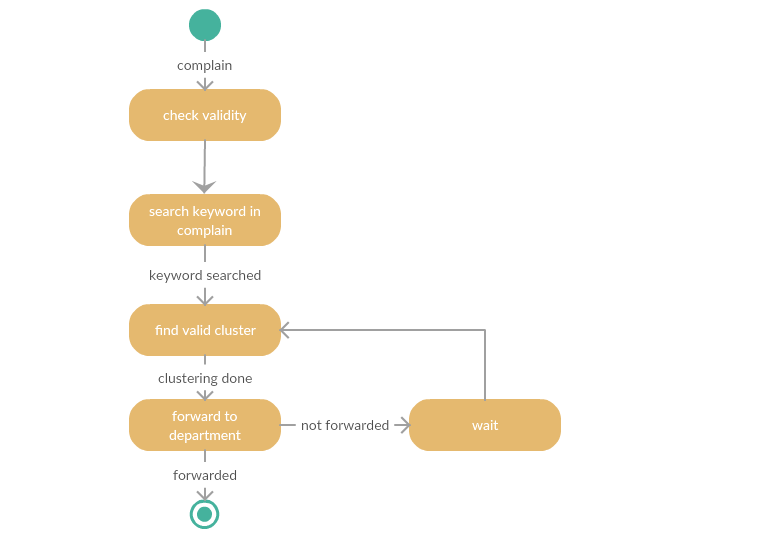 complain
check validity
search keyword in
complain
keyword searched
find valid cluster
clustering done
forward to
department
not forwarded
wait
forwarded